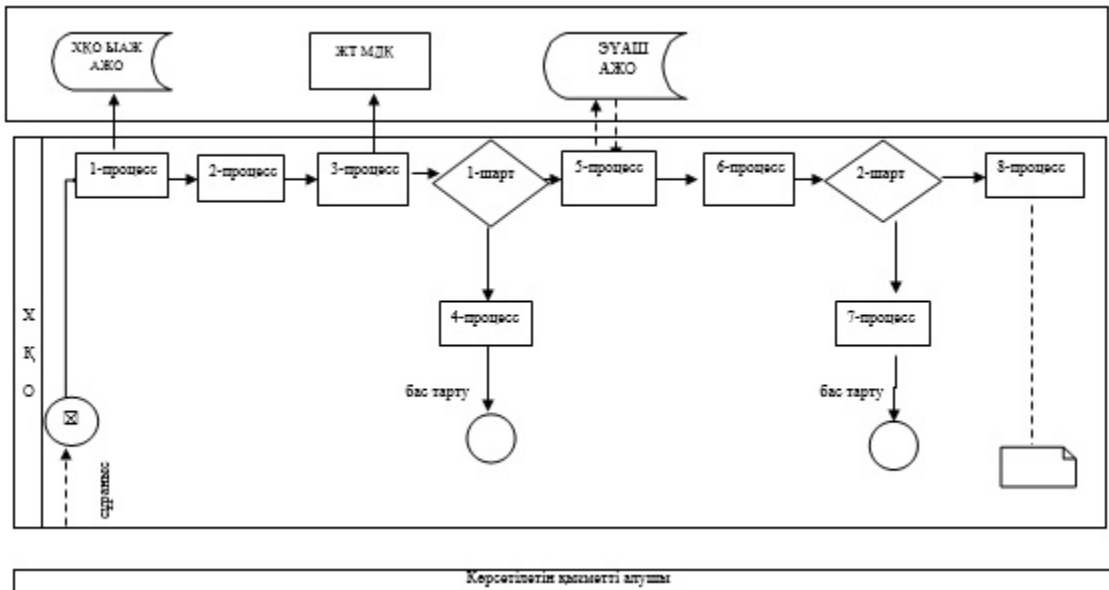 ХҚО ЫАЖ
АЖО
ЖТ МДҚ
ЭҮАШ
АЖО
1-процесс
2-процесс
3-процесс
1-шарт
5-процесс
6-процесс
2-шарт
8-процесс
4-процесс
7-процесс
Х
Қ
О
бас тарту
бас тарту
сұраныс
Көрсетілетін қызметті алушы